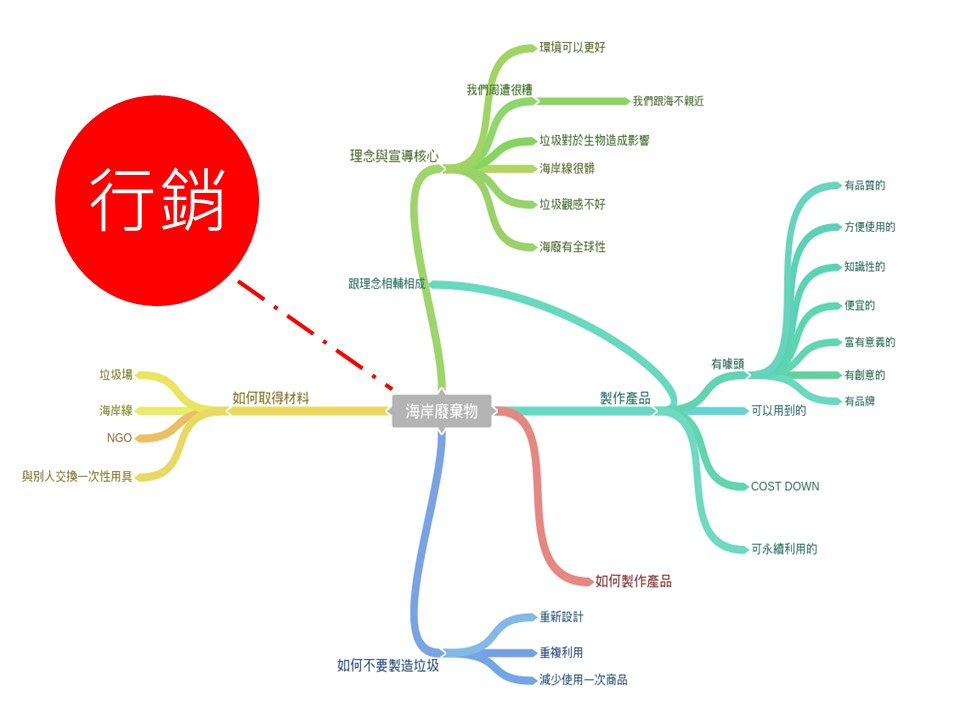 行銷
環境可以更好
我們周遭很糟
我們跟海不親近
垃圾對於生物造成影響
理念與宣導核心
海岸線很髒
垃圾觀感不好
海廢有全球性
跟理念相輔相成
有品質的
方便使用的
知識性的
便宜的
富有意義的
有噱頭
有創意的
有品牌
垃圾場
如何取得材料
海岸線
NGO
與別人交換一次性用具
海岸廢棄物
製作產品
可以用到的
COST DOWN
可永續利用的
如何製作產品
重新設計
重複利用
如何不要製造垃圾
減少使用一次商品